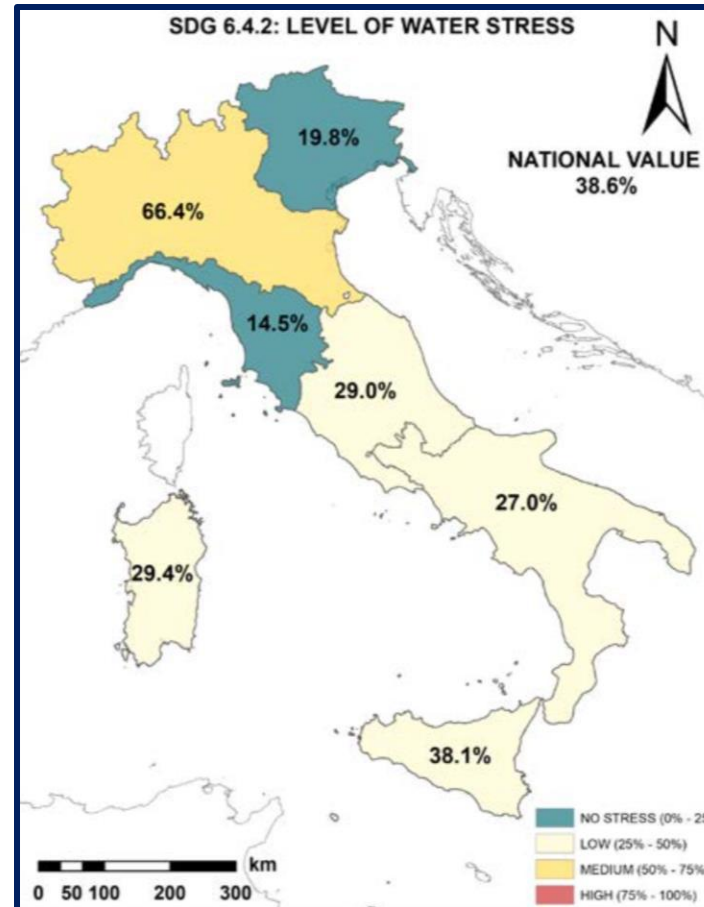 SDG 6.4.2: LEVEL OF WATER STRESS
N
19.8%
NATIONAL VALUE
38.6%
66.4%
14.5%
29.0%
27.0%
29.4%
38.1%
NO STRESS (0% - 25
LOW (25% - 50%)
MEDIUM (50% - 75%
HIGH (75% - 100%)
km
0 50 100 200 300